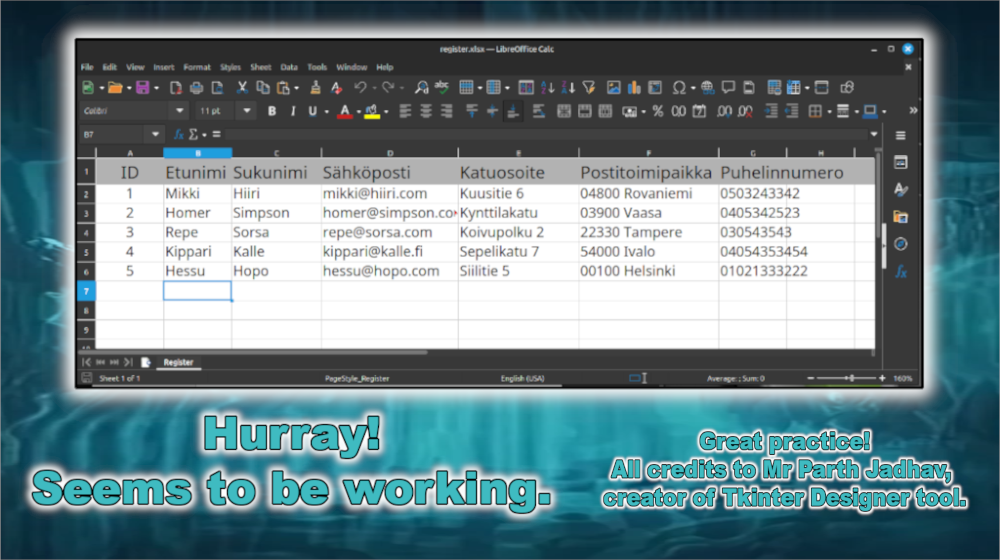 register.xlsx — LibreOffice Calc
File Edit View Insert Format Styles Sheet Data Tools Window Help
Calibri 11 pt
B7
A B C D E F G H
1 ID Etunimi Sukunimi Sähköposti Katuosoite Postitoimipaikka Puhelinnumero
2 1 Mikki Hiiri mikki@hiiri.com Kuusitie 6 04800 Rovaniemi 0503243342
3 2 Homer Simpson homer@simpson.co Kynttilakatu 03900 Vaasa 0405342523
4 3 Repe Sorsa repe@sorsa.com Koivupolku 2 22330 Tampere 030543543
5 4 Kippari Kalle kippari@kalle.fi Sepelikatu 7 54000 Ivalo 04054353454
6 5 Hessu Hopo hessu@hopo.com Siilitie 5 00100 Helsinki 01021333222
7
8
9
10
Register
Sheet 1 of 1 PageStyle_Register English (USA) Average: ; Sum: 0 160%
Hurray!
Seems to be working.
Great practice!
All credits to Mr Parth Jadhav,
creator of Tkinter Designer tool.